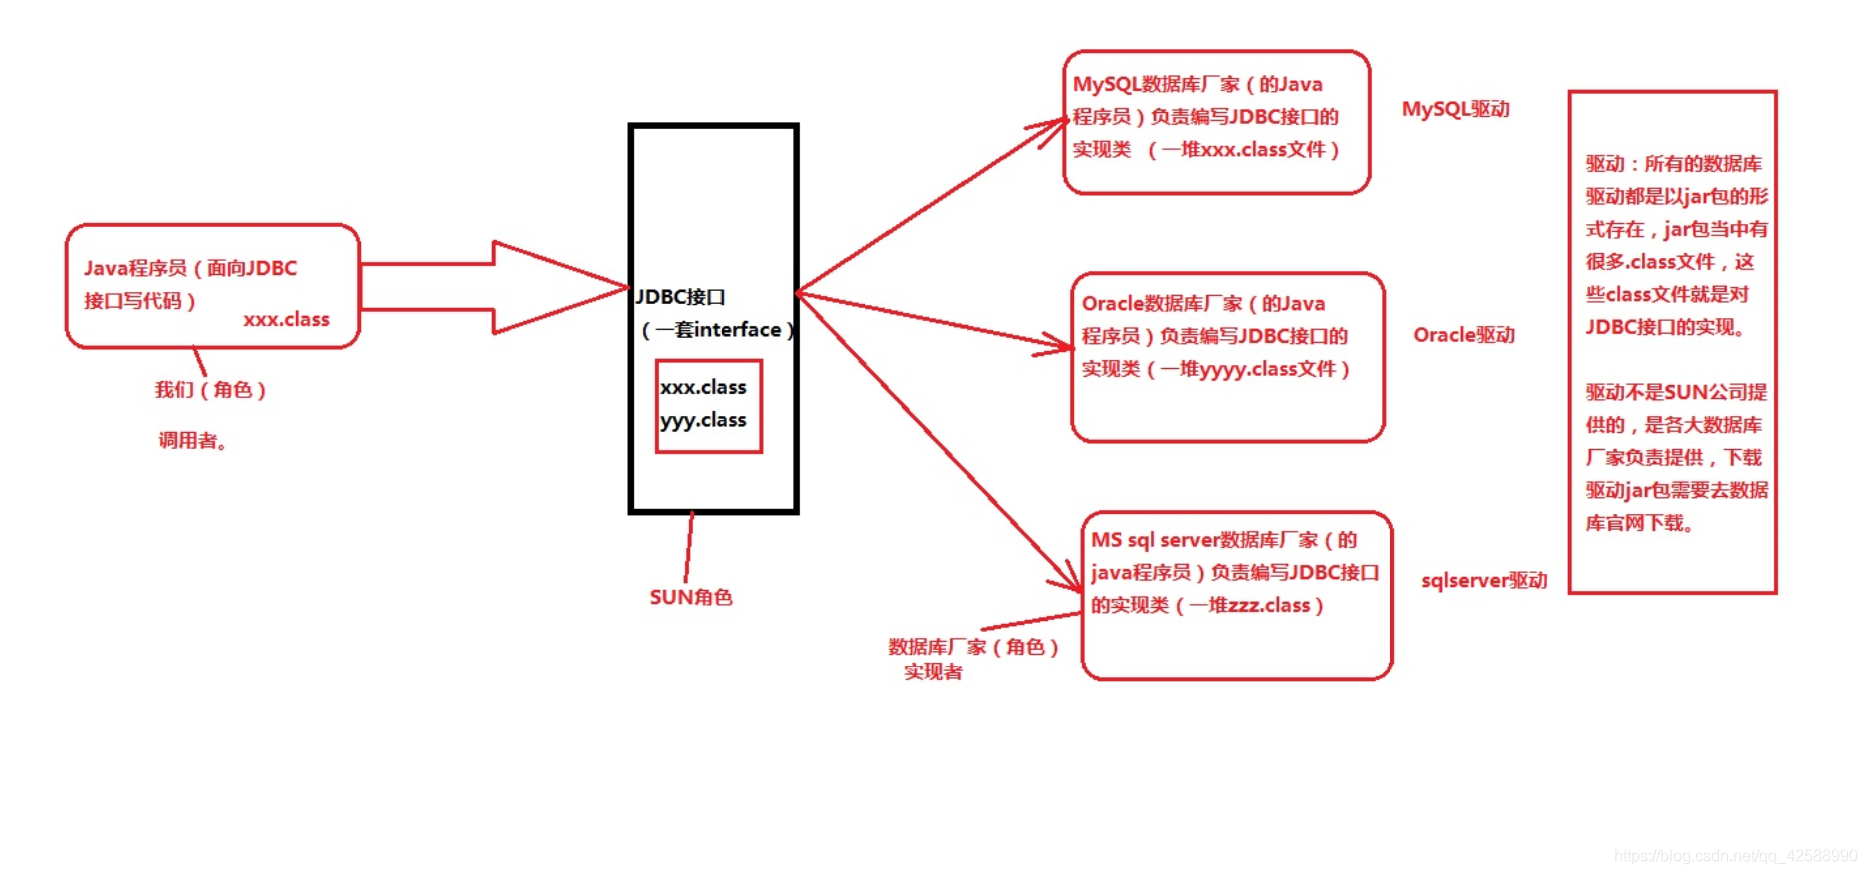 Java程序员（面向JDBC
接口写代码）
xxx.class
我们（角色）
调用者。
JDBC接口
（一套interface）
xxx.class
yyy.class
SUN角色
MySQL数据库厂家（的Java
程序员）负责编写JDBC接口的
实现类 （一堆xxx.class文件）
MySQL驱动
Oracle数据库厂家（的Java
程序员）负责编写JDBC接口的
实现类（一堆yyyy.class文件）
Oracle驱动
MS sql server数据库厂家（的
java程序员）负责编写JDBC接口
的实现类（一堆zzz.class）
sqlserver驱动
数据库厂家（角色）
实现者
驱动：所有的数据库
驱动都是以jar包的形
式存在，jar包当中有
很多.class文件，这
些class文件就是对
JDBC接口的实现。
驱动不是SUN公司提
供的，是各大数据库
厂家负责提供，下载
驱动jar包需要去数据
库官网下载。
https://blog.csdn.net/qq_42588990